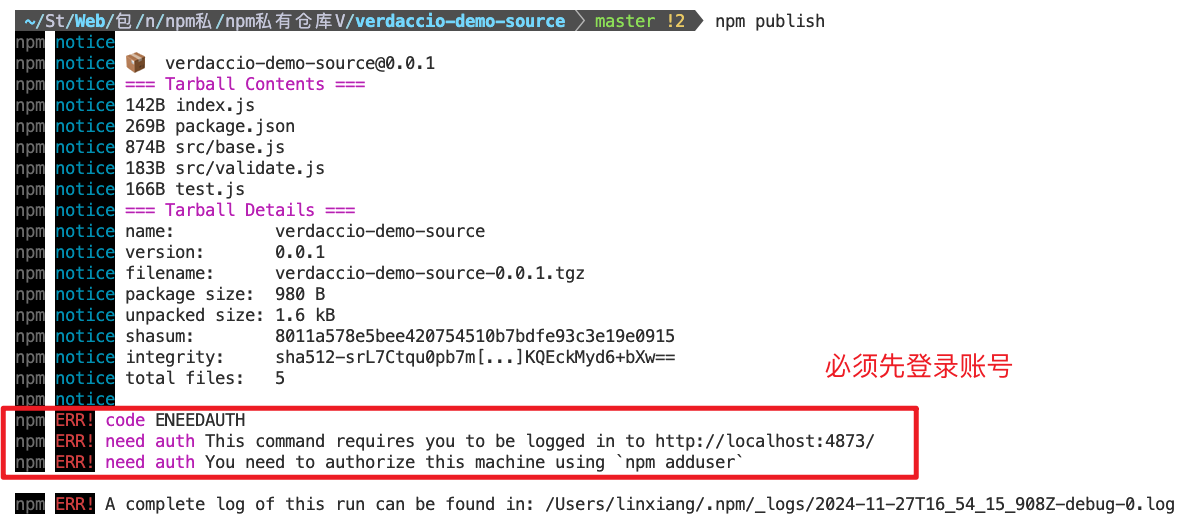 ~/St/Web/包/n/npm私/npm私有仓库V/verdaccio-demo-source master !2 npm publish
npm notice
npm notice 📦 verdaccio-demo-source@0.0.1
npm notice === Tarball Contents ===
npm notice 142B index.js
npm notice 269B package.json
npm notice 874B src/base.js
npm notice 183B src/validate.js
npm notice 166B test.js
npm notice === Tarball Details ===
npm notice name: verdaccio-demo-source
npm notice version: 0.0.1
npm notice filename: verdaccio-demo-source-0.0.1.tgz
npm notice package size: 980 B
npm notice unpacked size: 1.6 kB
npm notice shasum: 8011a578e5bee420754510b7bdfe93c3e19e0915
npm notice integrity: sha512-srL7Ctqu0pb7m[...]KQEckMyd6+bXw==
npm notice total files: 5
必须先登录账号
npm notice
npm ERR! code ENEEDAUTH
npm ERR! need auth This command requires you to be logged in to http://localhost:4873/
npm ERR! need auth You need to authorize this machine using `npm adduser`
npm ERR! A complete log of this run can be found in: /Users/linxiang/.npm/_logs/2024-11-27T16_54_15_908Z-debug-0.log